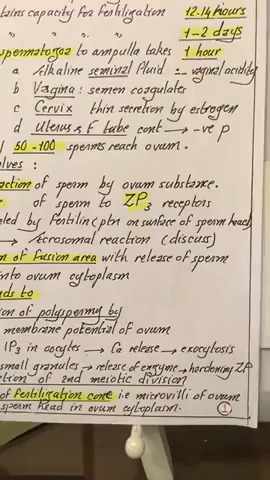 tains capacity for fertilization 12-14 hours
" " " " 1-2 days
spermatozoa to ampulla takes 1 hour
a Alkaline seminal fluid :- vaginal acidity
b Vagina: semen coagulates
c Cervix thin secretion by estrogen
d Uterus & F tube cont → -ve p
50-100 sperms reach ovum.
olves :
action of sperm by ovum substance.
of sperm to ZP3 receptors
ated by Fertilin (ptn on surface of sperm head)
→ Acrosomal reaction (discuss)
n of fusion area with release of sperm
into ovum cytoplasm
ads to
ion of polyspermy by
membrane potential of ovum
IP3 in oocytes → Ca release → exocytosis
small granules → release of enzyme → hardening ZP
etion of 2nd meiotic division
of fertilization cone i.e microvilli of ovum
sperm head in ovum cytoplasm. 1